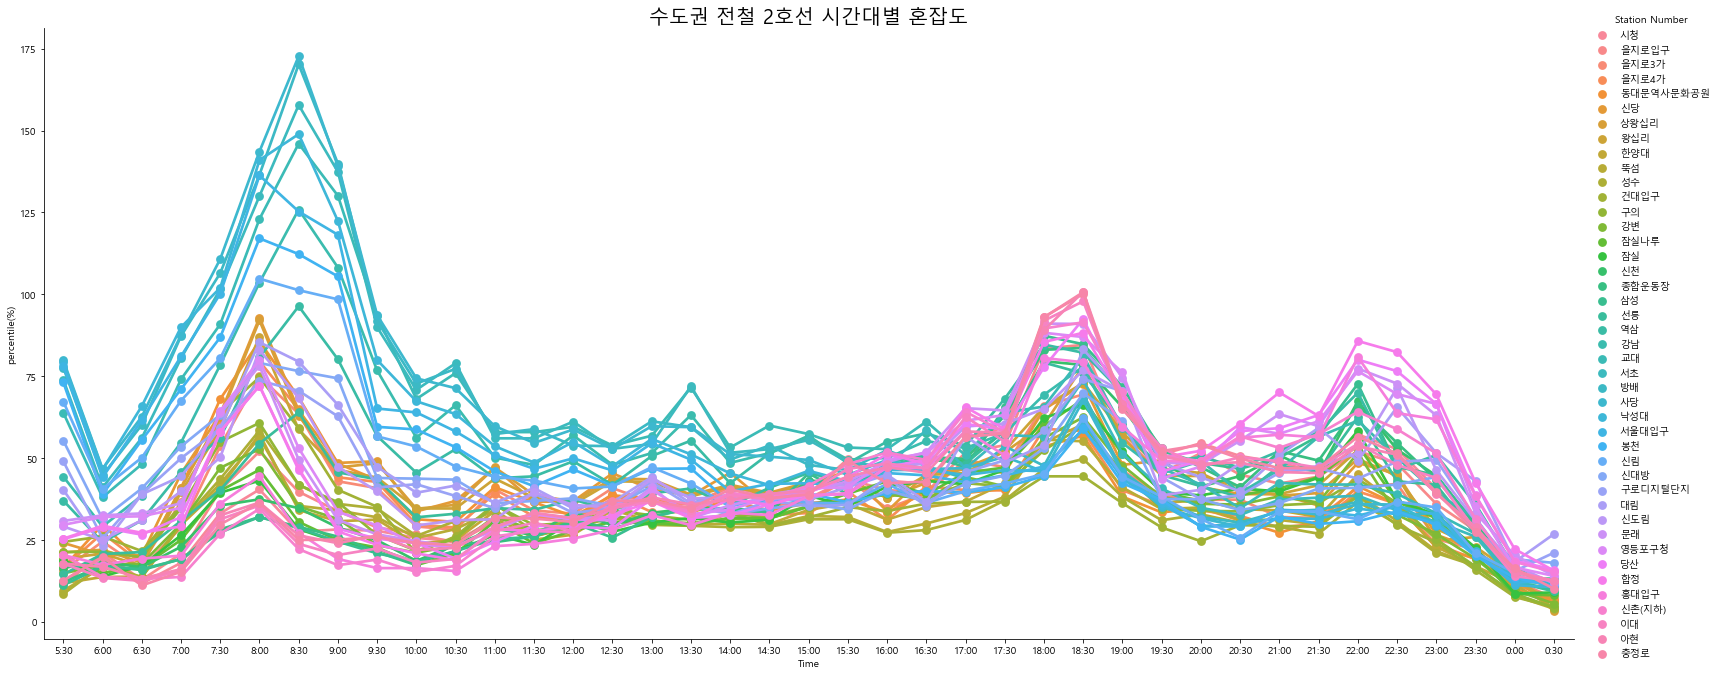 수도권 전철 2호선 시간대별 혼잡도
Station Number
시청
을지로입구
을지로3가
을지로4가
동대문역사문화공원
신당
상왕십리
왕십리
한양대
뚝섬
성수
건대입구
구의
강변
잠실나루
잠실
신천
종합운동장
삼성
선릉
역삼
강남
교대
서초
방배
사당
낙성대
서울대입구
봉천
신림
신대방
구로디지털단지
대림
신도림
문래
영등포구청
당산
합정
홍대입구
신촌(지하)
이대
아현
충정로
percentile(%)
175
150
125
100
75
50
25
0
5:30 6:00 6:30 7:00 7:30 8:00 8:30 9:00 9:30 10:00 10:30 11:00 11:30 12:00 12:30 13:00 13:30 14:00 14:30 15:00 15:30 16:00 16:30 17:00 17:30 18:00 18:30 19:00 19:30 20:00 20:30 21:00 21:30 22:00 22:30 23:00 23:30 0:00 0:30
Time